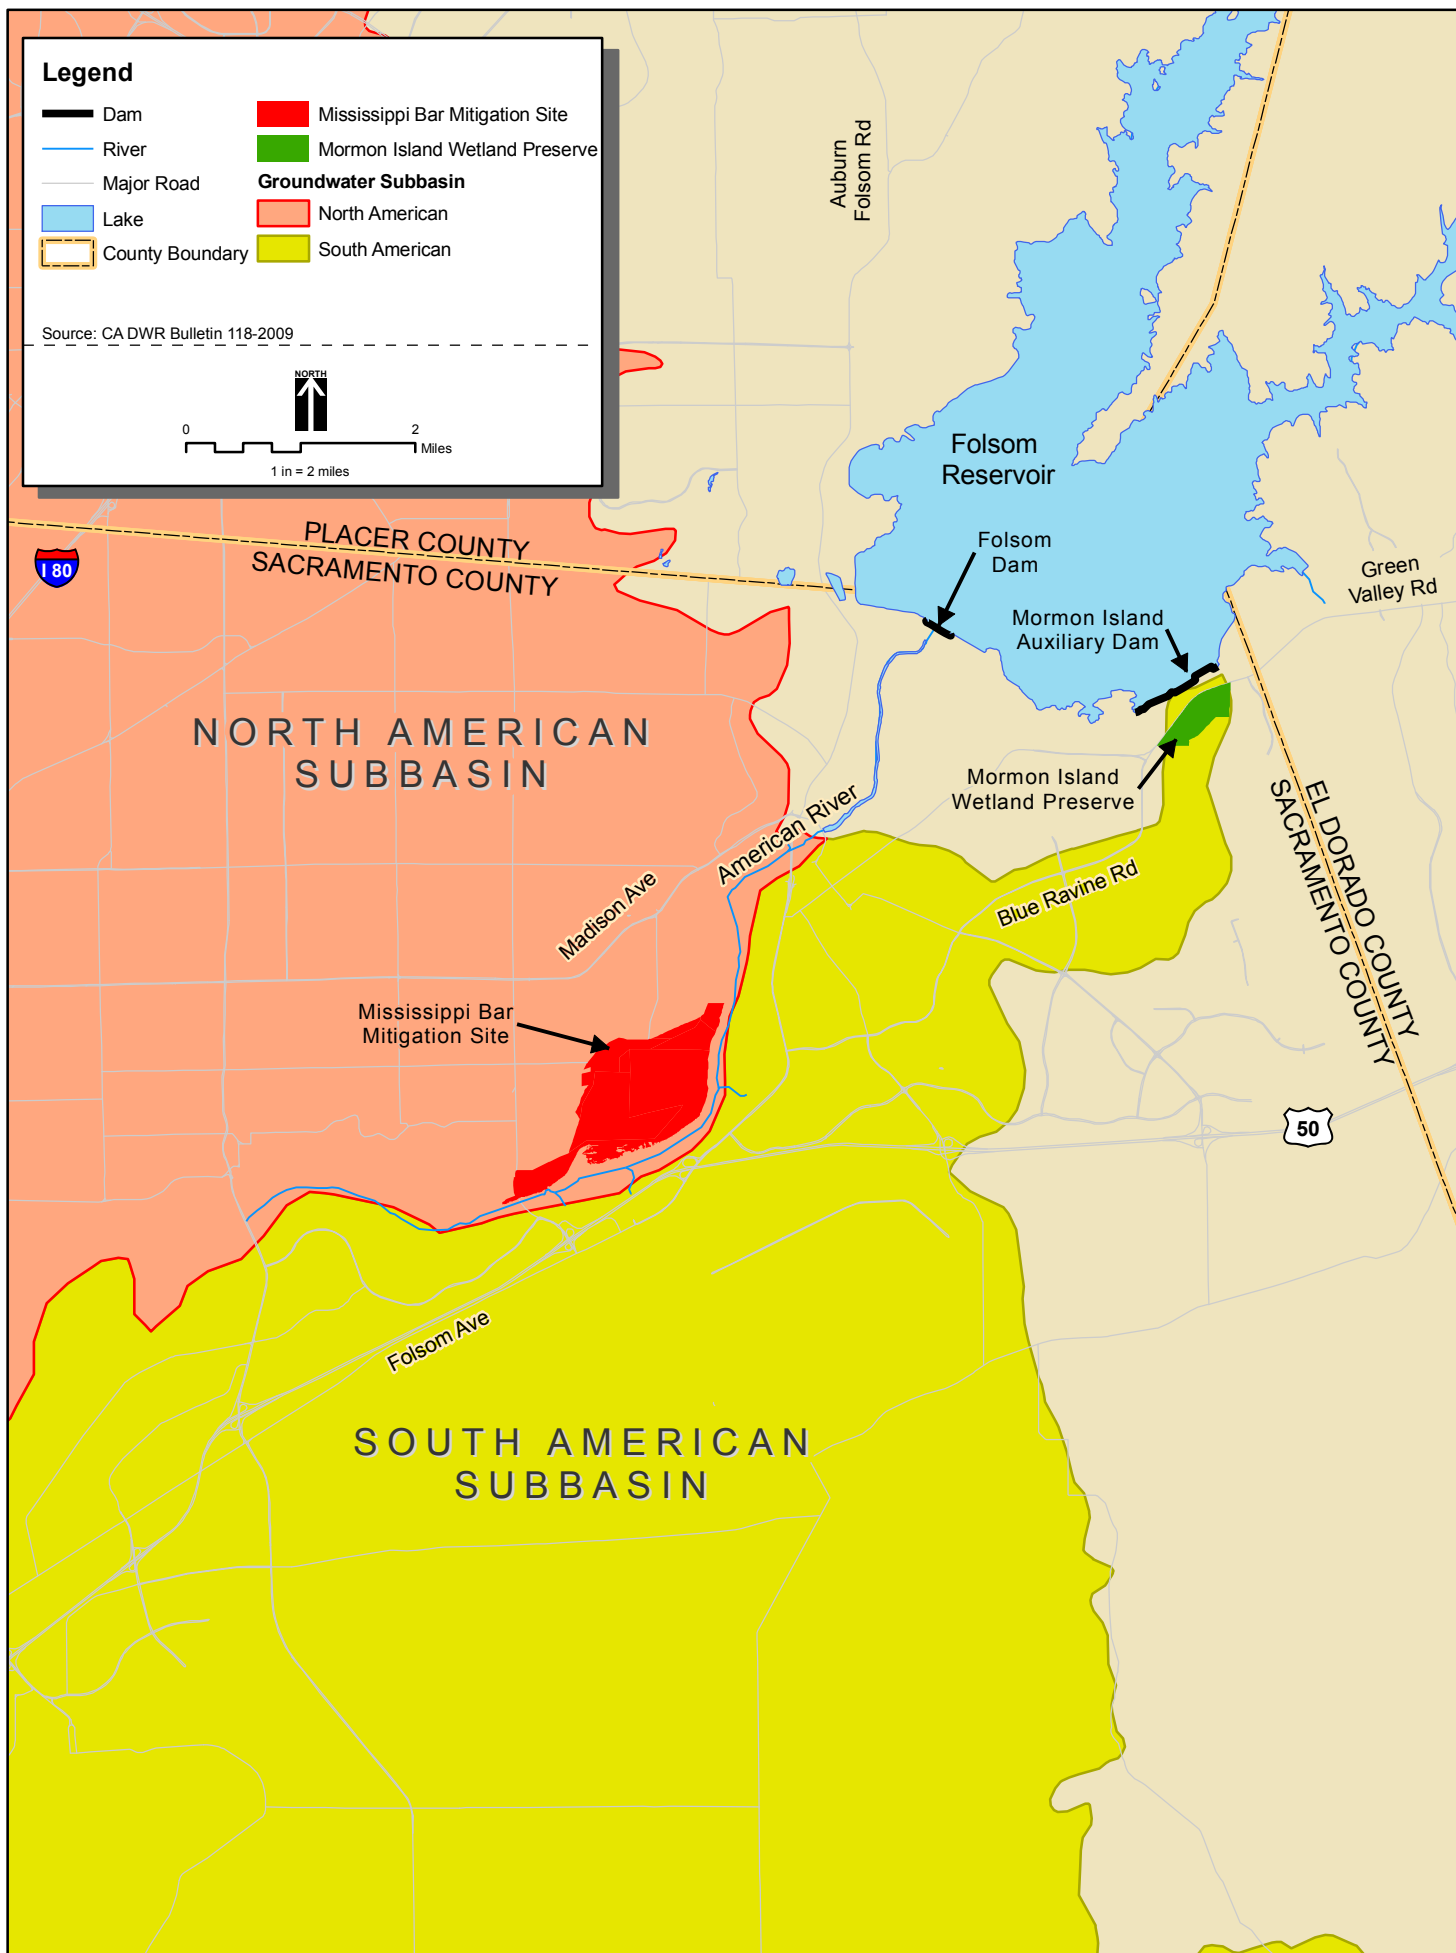 Legend
Dam
River
Major Road
Lake
County Boundary
Mississippi Bar Mitigation Site
Mormon Island Wetland Preserve
Groundwater Subbasin
North American
South American
Source: CA DWR Bulletin 118-2009
NORTH
0
2
Miles
1 in = 2 miles
Auburn
Folsom Rd
Folsom
Reservoir
PLACER COUNTY
SACRAMENTO COUNTY
I 80
Folsom
Dam
Green
Valley Rd
Mormon Island
Auxiliary Dam
NORTH AMERICAN
SUBBASIN
Mormon Island
Wetland Preserve
EL DORADO COUNTY
SACRAMENTO COUNTY
American River
Madison Ave
Blue Ravine Rd
Mississippi Bar
Mitigation Site
50
Folsom Ave
SOUTH AMERICAN
SUBBASIN